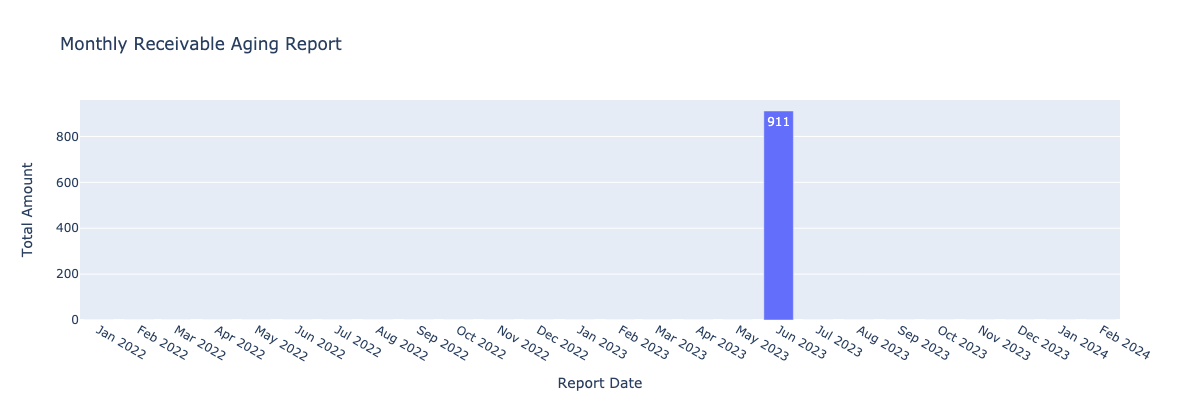 Monthly Receivable Aging Report
Total Amount
800
600
400
200
0
911
Jan 2022
Feb 2022
Mar 2022
Apr 2022
May 2022
Jun 2022
Jul 2022
Aug 2022
Sep 2022
Oct 2022
Nov 2022
Dec 2022
Jan 2023
Feb 2023
Mar 2023
Apr 2023
May 2023
Jun 2023
Jul 2023
Aug 2023
Sep 2023
Oct 2023
Nov 2023
Dec 2023
Jan 2024
Feb 2024
Report Date